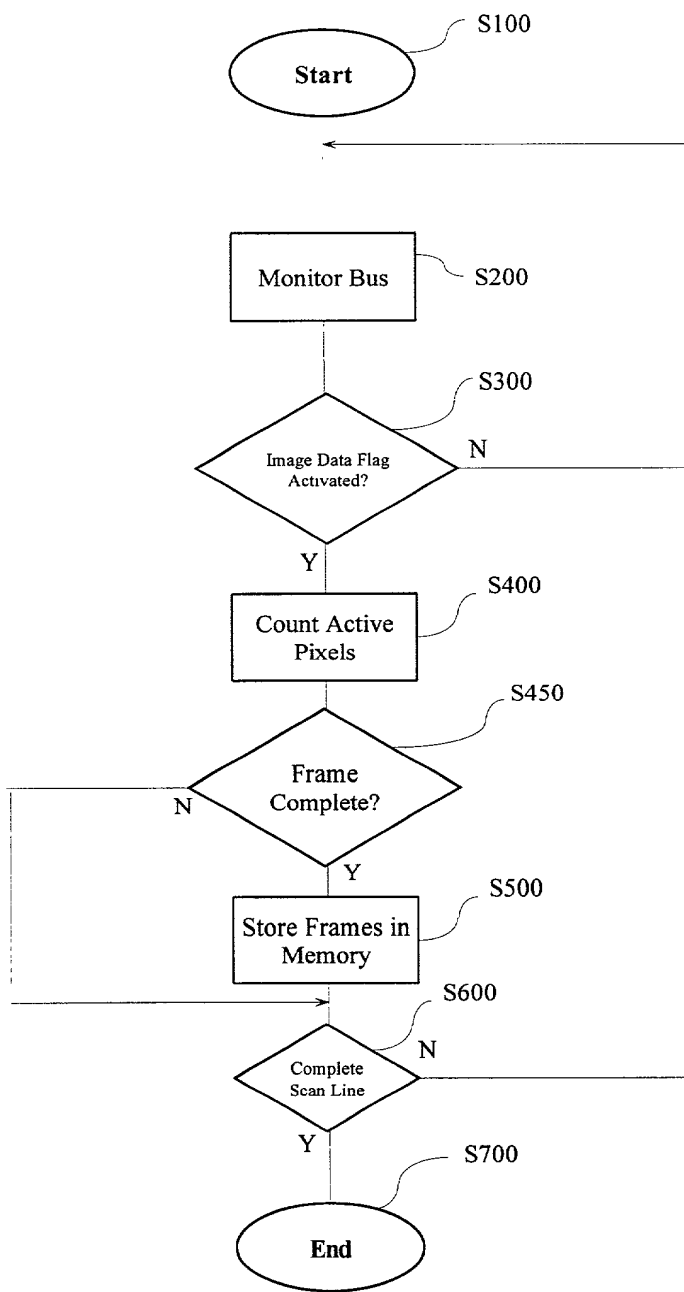 S100
Start
Monitor Bus
S200
S300
Image Data Flag
Activated?
N
Y
S400
Count Active
Pixels
S450
Frame
Complete?
N
Y
S500
Store Frames in
Memory
S600
N
Complete
Scan Line
Y
S700
End